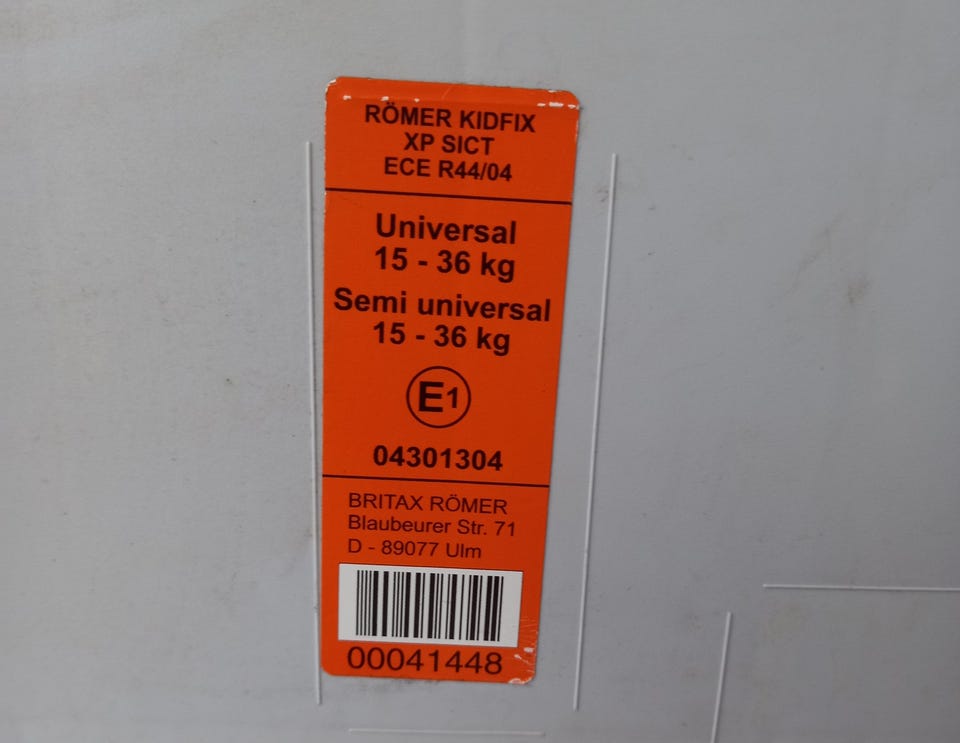 RÖMER KIDFIX
XP SICT
ECE R44/04
Universal
15 - 36 kg
Semi universal
15 - 36 kg
E1
04301304
BRITAX RÖMER
Blaubeurer Str. 71
D - 89077 Ulm
00041448